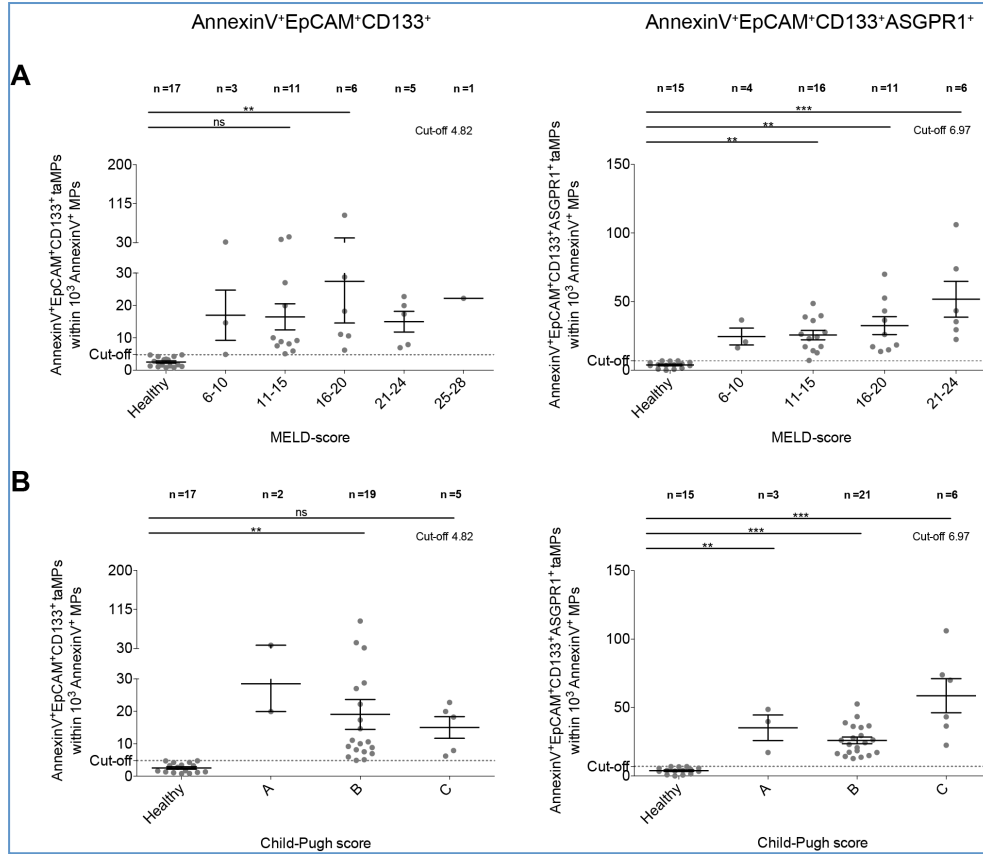 AnnexinV⁺EpCAM⁺CD133⁺
AnnexinV⁺EpCAM⁺CD133⁺ASGPR1⁺
A
n =17 n =3 n =11 n =6 n =5 n =1
**
ns
Cut-off 4.82
AnnexinV⁺EpCAM⁺CD133⁺ taMPs
within 10³ AnnexinV⁺ MPs
200
115
30
30
20
10
Cut-off
0
Healthy 6-10 11-15 16-20 21-24 25-28
MELD-score
n =15 n =4 n =16 n =11 n =6
***
**
**
Cut-off 6.97
AnnexinV⁺EpCAM⁺CD133⁺ASGPR1⁺ taMPs
within 10³ AnnexinV⁺ MPs
150
100
50
Cut-off
0
Healthy 6-10 11-15 16-20 21-24
MELD-score
B
n =17 n =2 n =19 n =5
ns
**
Cut-off 4.82
AnnexinV⁺EpCAM⁺CD133⁺ taMPs
within 10³ AnnexinV⁺ MPs
200
115
30
30
20
10
Cut-off
0
Healthy A B C
Child-Pugh score
n =15 n =3 n =21 n =6
***
***
**
Cut-off 6.97
AnnexinV⁺EpCAM⁺CD133⁺ASGPR1⁺ taMPs
within 10³ AnnexinV⁺ MPs
150
100
50
Cut-off
0
Healthy A B C
Child-Pugh score